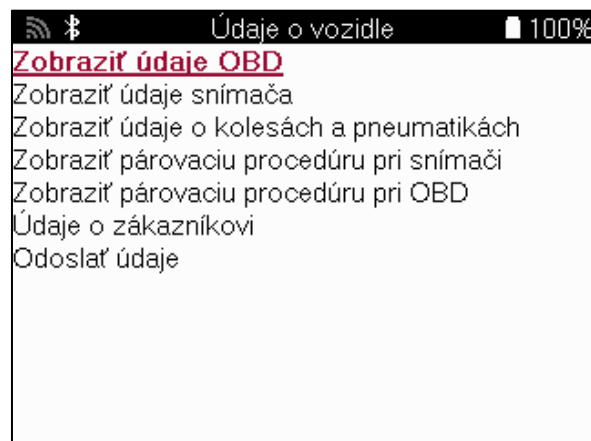 Údaje o vozidle 100%
Zobraziť údaje OBD
Zobraziť údaje snímača
Zobraziť údaje o kolesách a pneumatikách
Zobraziť párovaciu procedúru pri snímači
Zobraziť párovaciu procedúru pri OBD
Údaje o zákazníkovi
Odoslať údaje